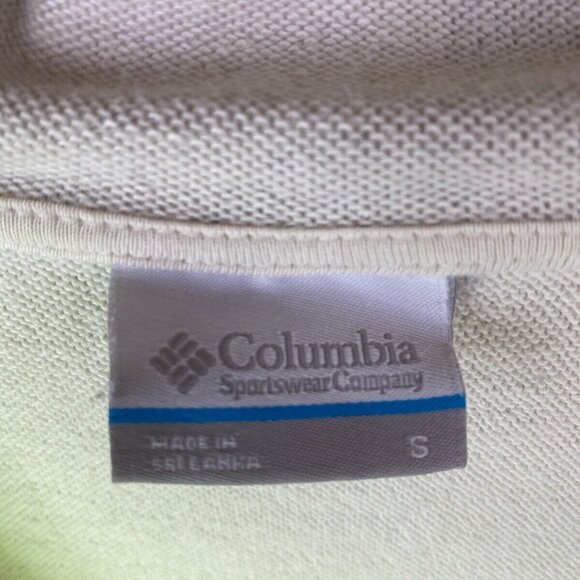 Columbia
Sportswear Company
MADE IN
SRI LANKA
S